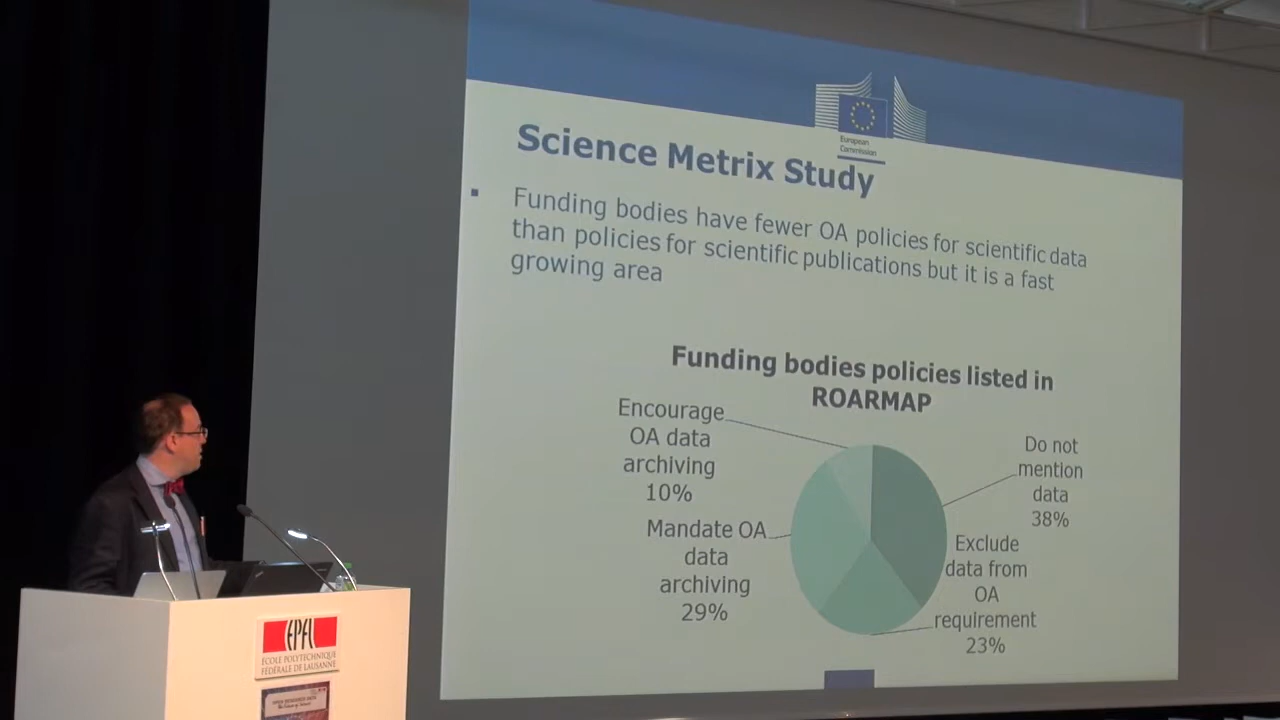 European
Commission
Science Metrix Study
▪ Funding bodies have fewer OA policies for scientific data
than policies for scientific publications but it is a fast
growing area
Funding bodies policies listed in
ROARMAP
Encourage
OA data
archiving
10%
Do not
mention
data
38%
Mandate OA
data
archiving
29%
Exclude
data from
OA
requirement
23%
EPFL
ÉCOLE POLYTECHNIQUE
FÉDÉRALE DE LAUSANNE